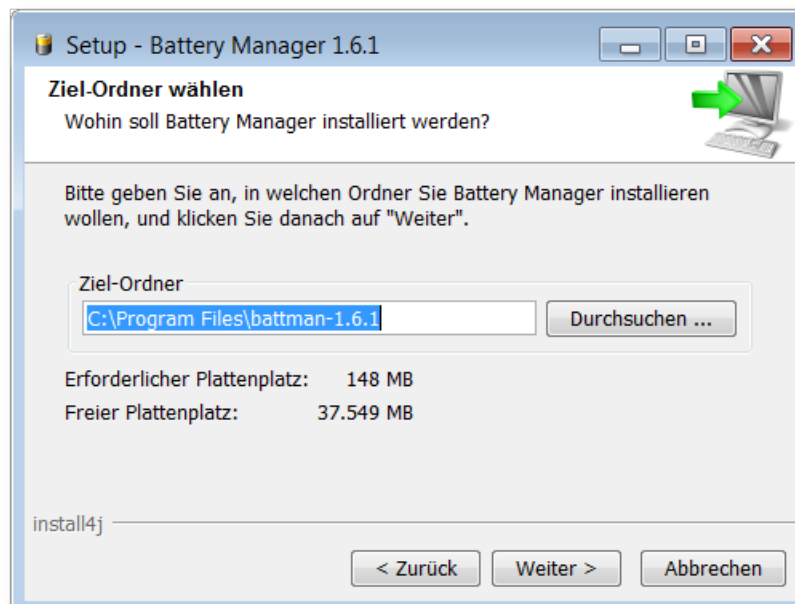 Setup - Battery Manager 1.6.1
Ziel-Ordner wählen
Wohin soll Battery Manager installiert werden?
Bitte geben Sie an, in welchen Ordner Sie Battery Manager installieren
wollen, und klicken Sie danach auf "Weiter".
Ziel-Ordner
C:\Program Files\battman-1.6.1
Durchsuchen ...
Erforderlicher Plattenplatz: 148 MB
Freier Plattenplatz: 37.549 MB
install4j
< Zurück
Weiter >
Abbrechen